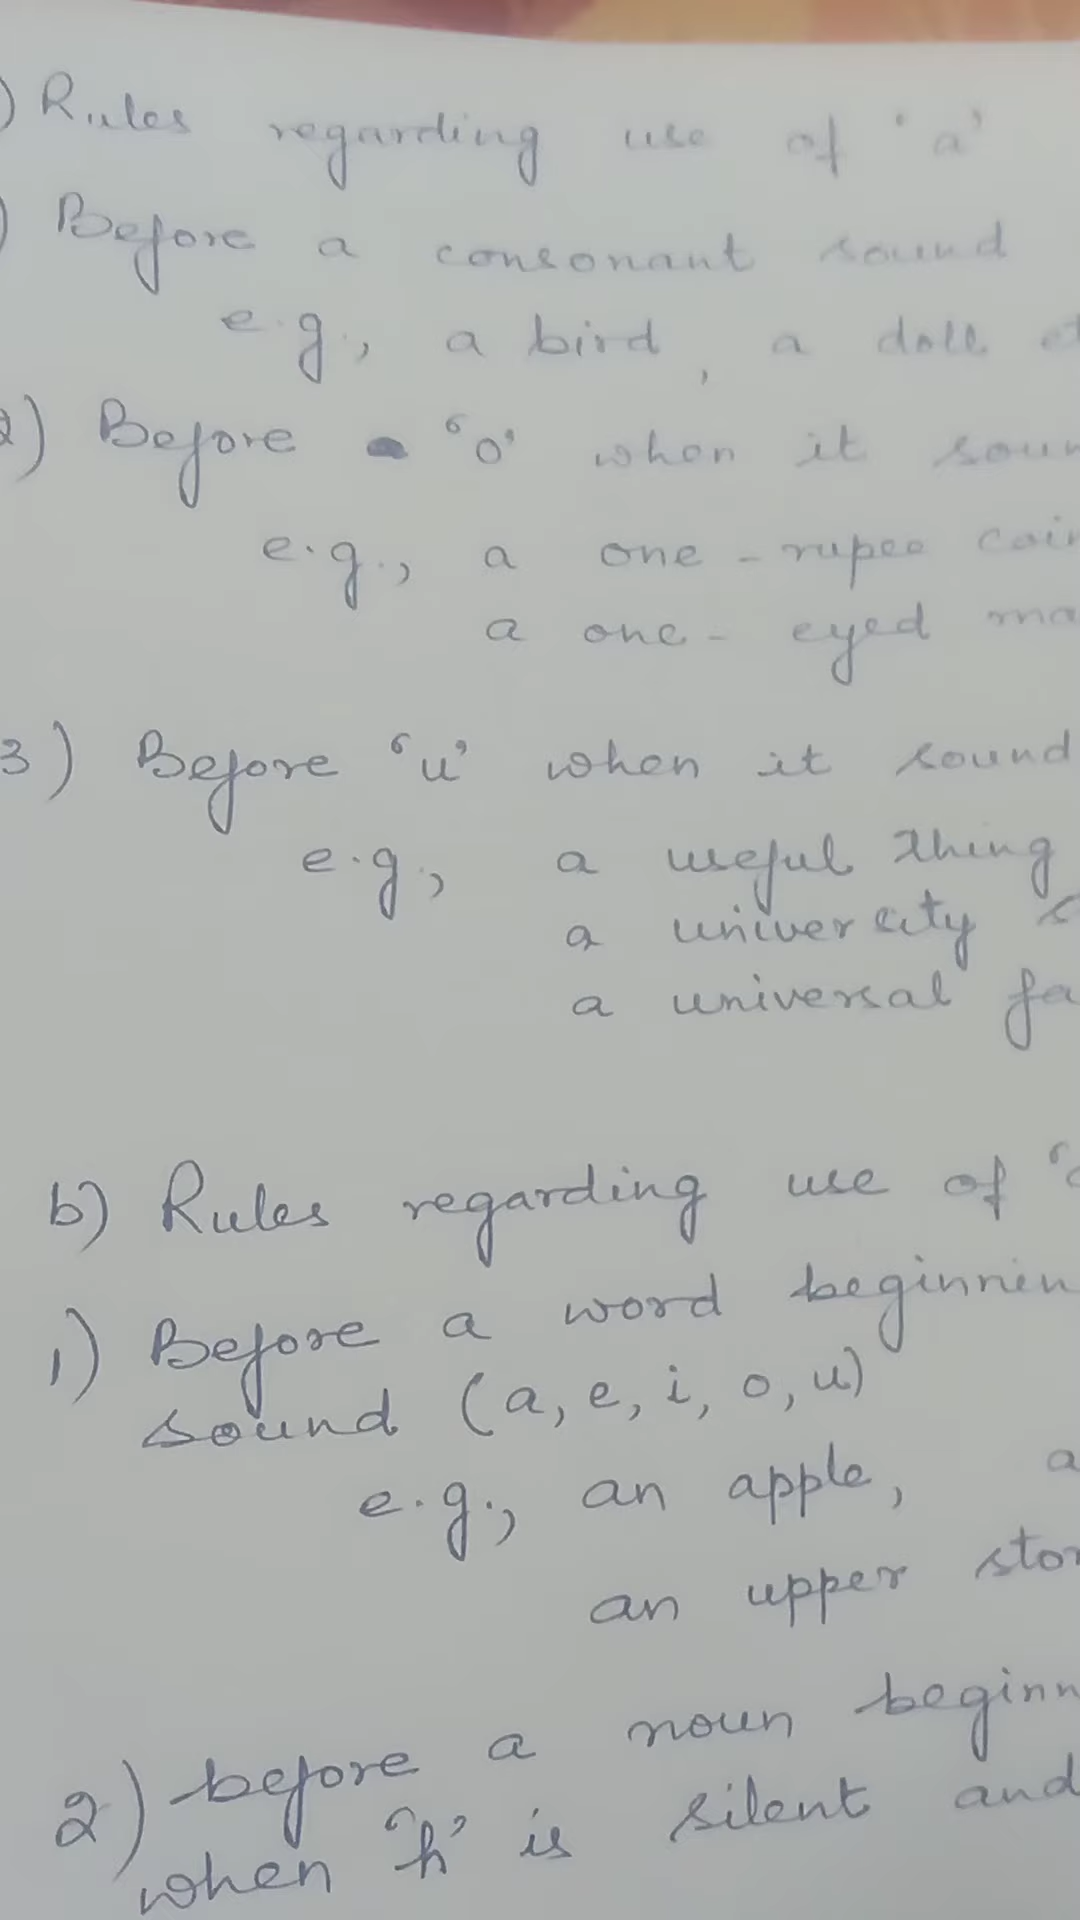 ) Rules regarding use of 'a'
) Before a consonant sound
e.g., a bird, a doll
2) Before 'o' when it
e.g., a one-rupee
a one-eyed
3) Before 'u' when it sound
e.g., a useful thing
a univercity
a universal
b) Rules regarding use of
1) Before a word
sound (a, e, i, o, u)
e.g., an apple, a
an upper
2) before a noun
when 'h' is silent and